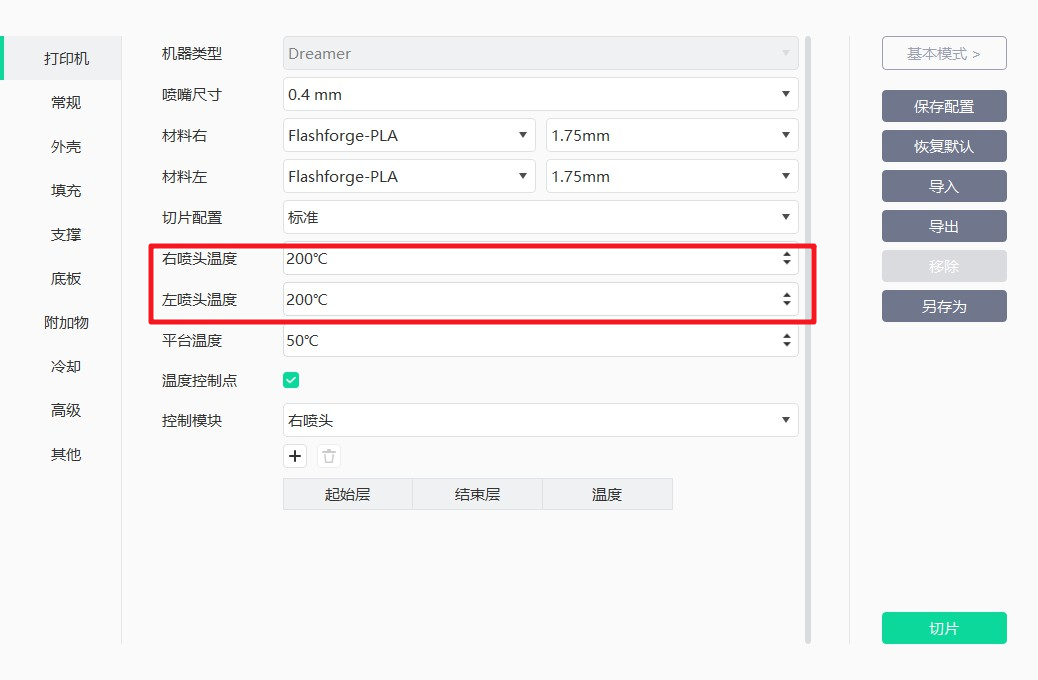 打印机
常规
外壳
填充
支撑
底板
附加物
冷却
高级
其他
机器类型 Dreamer
喷嘴尺寸 0.4 mm
材料右 Flashforge-PLA 1.75mm
材料左 Flashforge-PLA 1.75mm
切片配置 标准
右喷头温度 200℃
左喷头温度 200℃
平台温度 50℃
温度控制点
控制模块 右喷头
起始层 结束层 温度
基本模式 >
保存配置
恢复默认
导入
导出
移除
另存为
切片